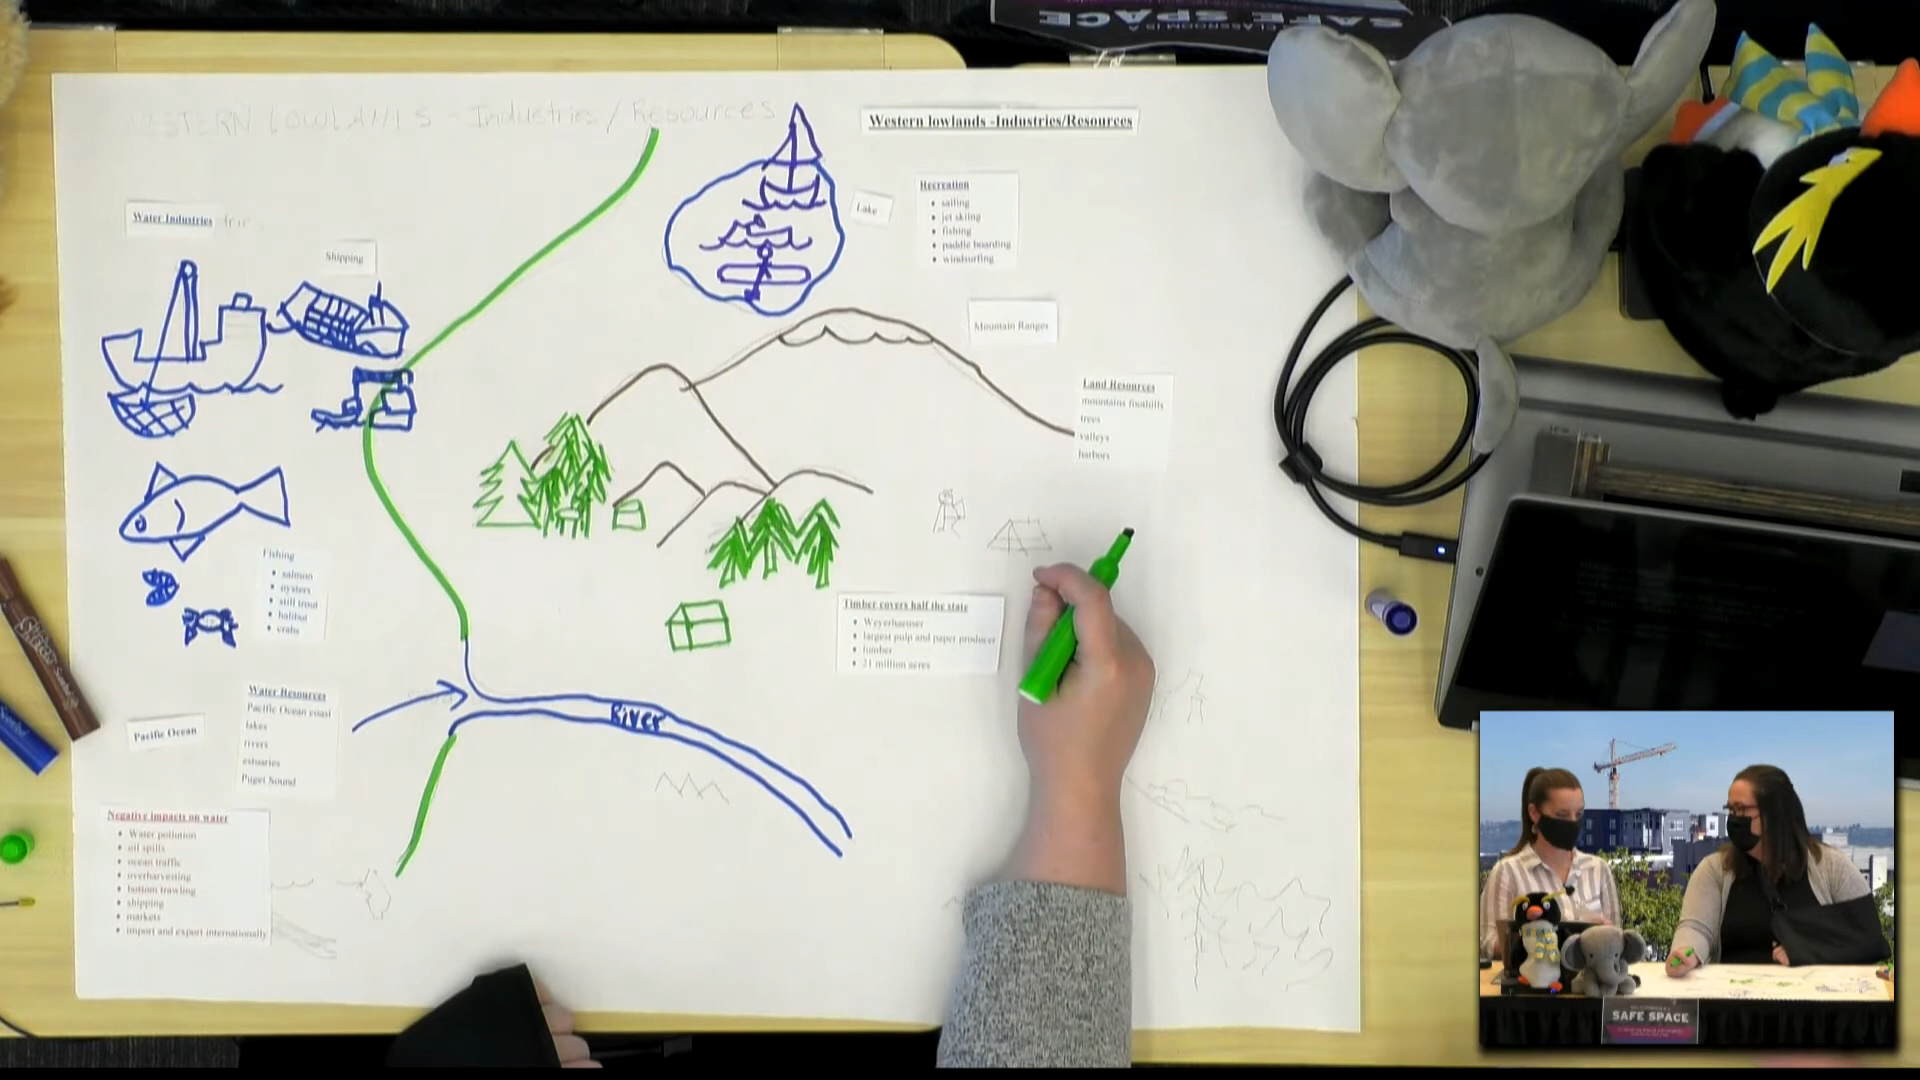 CLASSROOM IS A
SAFE SPACE
WESTERN LOWLANDS - Industries/Resources
Western lowlands -Industries/Resources
Recreation
sailing
jet skiing
fishing
paddle boarding
windsurfing
Lake
Water Industries
Shipping
Mountain Ranges
Land Resources
mountains foothills
trees
valleys
harbors
Fishing
salmon
oysters
still trout
halibut
crabs
Timber covers half the state
Weyerhaeuser
largest pulp and paper producer
lumber
21 million acres
Water Resources
Pacific Ocean coast
lakes
rivers
estuaries
Puget Sound
River
Pacific Ocean
Negative impacts on water
Water pollution
oil spills
ocean traffic
overharvesting
bottom trawling
shipping
markets
import and export internationally
SAFE SPACE